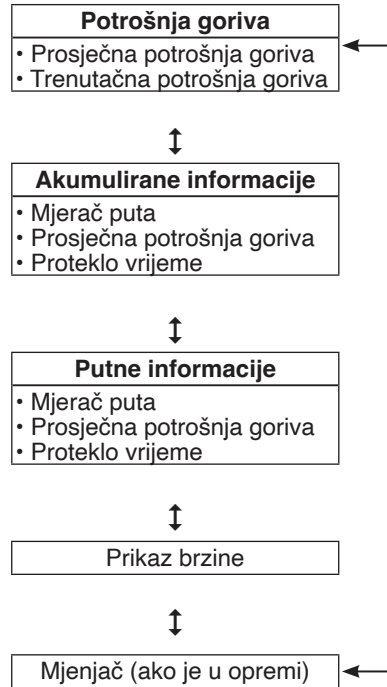 Potrošnja goriva
• Prosječna potrošnja goriva
• Trenutačna potrošnja goriva
Akumulirane informacije
• Mjerač puta
• Prosječna potrošnja goriva
• Proteklo vrijeme
Putne informacije
• Mjerač puta
• Prosječna potrošnja goriva
• Proteklo vrijeme
Prikaz brzine
Mjenjač (ako je u opremi)